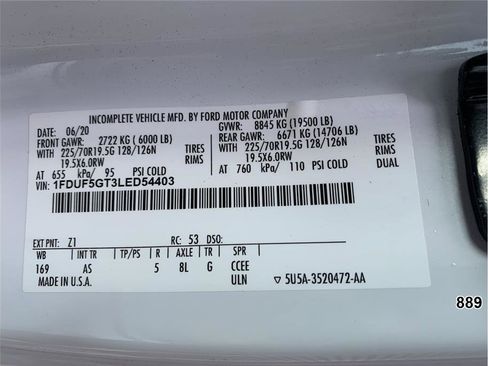 INCOMPLETE VEHICLE MFD. BY FORD MOTOR COMPANY
06/20 GVWR: 8845 KG (19500 LB)
FRONT GAWR: 2722 KG ( 6000 LB) REAR GAWR: 6671 KG ( 14706 LB)
WITH 225/70R19.5G 128/126N TIRES WITH 225/70R19.5G 128/126N TIRES
19.5X6.0RW RIMS 19.5X6.0RW RIMS
AT 655 kPa/ 95 PSI COLD AT 760 kPa/ 110 PSI COLD DUAL
VIN: 1FDUF5GT3LED54403
EXT PNT: Z1 RC: 53 DSO:
WB INT TR TP/PS R AXLE TR SPR
169 AS 5 8L G CCEE
MADE IN U.S.A. ULN ▽ 5U5A-3520472-AA
889